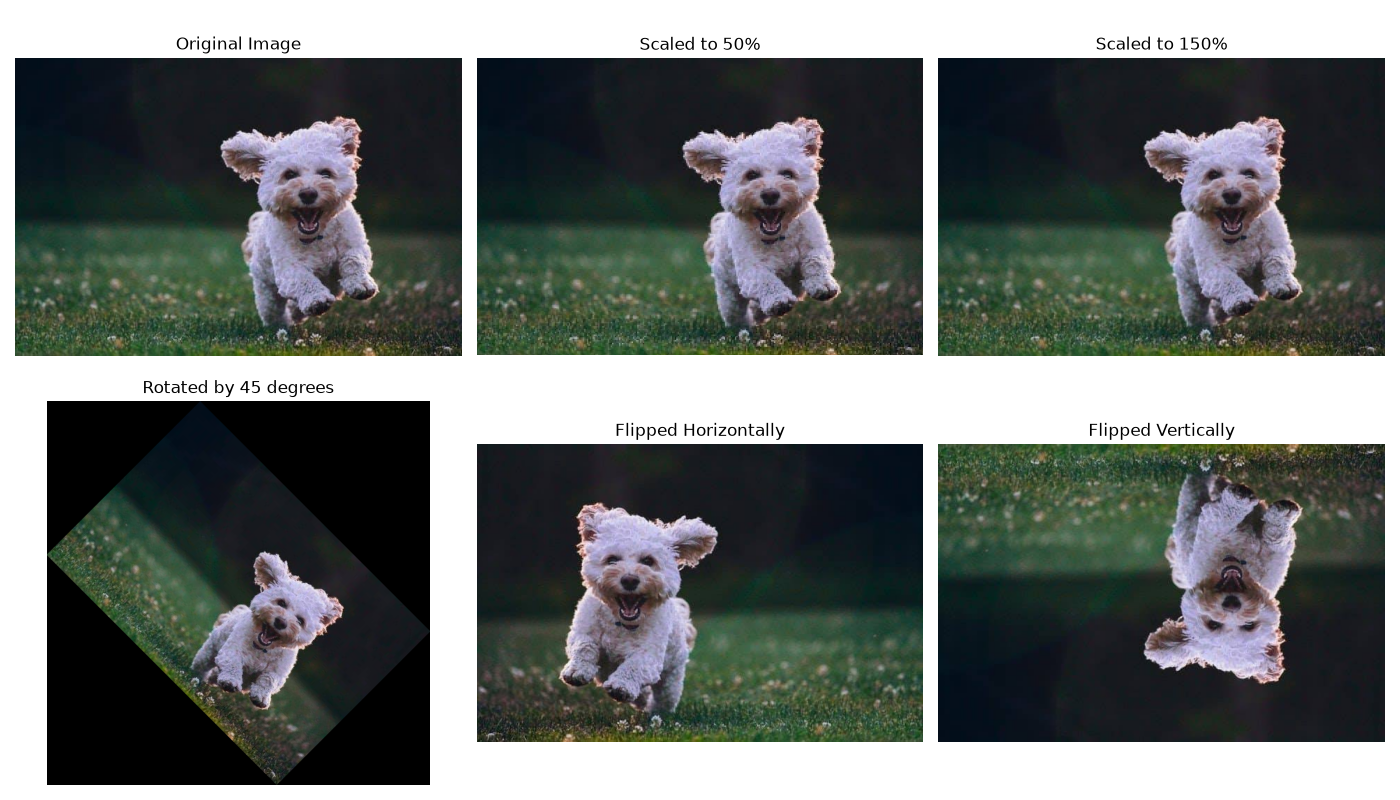 Original Image
Scaled to 50%
Scaled to 150%
Rotated by 45 degrees
Flipped Horizontally
Flipped Vertically